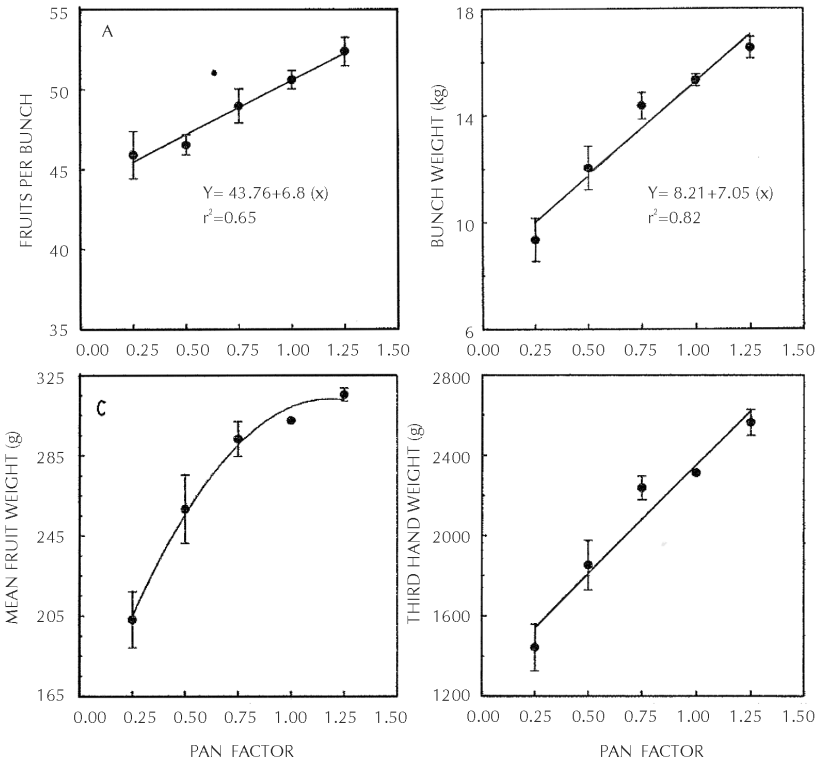 A
55
50
45
40
35
FRUITS PER BUNCH
Y= 43.76+6.8 (x)
r²=0.65
0.00 0.25 0.50 0.75 1.00 1.25 1.50
18
14
10
6
BUNCH WEIGHT (kg)
Y= 8.21+7.05 (x)
r²=0.82
0.00 0.25 0.50 0.75 1.00 1.25 1.50
C
325
285
245
205
165
MEAN FRUIT WEIGHT (g)
0.00 0.25 0.50 0.75 1.00 1.25 1.50
PAN FACTOR
2800
2400
2000
1600
1200
THIRD HAND WEIGHT (g)
0.00 0.25 0.50 0.75 1.00 1.25 1.50
PAN FACTOR